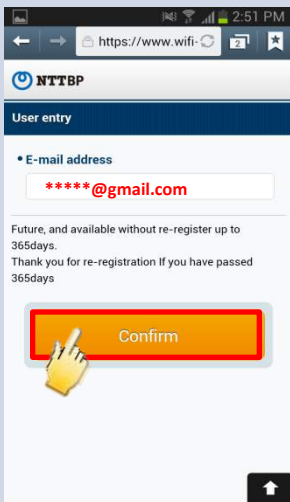 2:51 PM
https://www.wifi-
2
NTTBP
User entry
• E-mail address
*****@gmail.com
Future, and available without re-register up to
365days.
Thank you for re-registration If you have passed
365days
Confirm